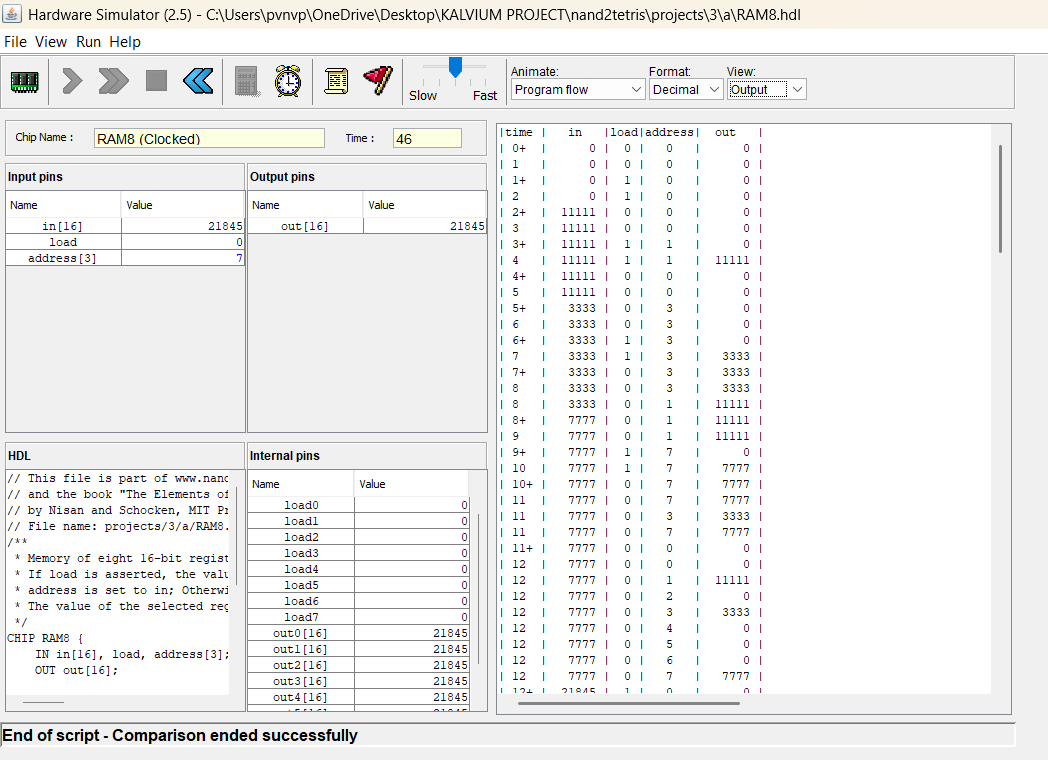 Hardware Simulator (2.5) - C:\Users\pvnvp\OneDrive\Desktop\KALVIUM PROJECT\nand2tetris\projects\3\a\RAM8.hdl
File View Run Help
Slow Fast
Animate: Format: View:
Program flow Decimal Output
Chip Name : RAM8 (Clocked) Time : 46
Input pins
Name Value
in[16] 21845
load 0
address[3] 7
Output pins
Name Value
out[16] 21845
HDL
// This file is part of www.nand
// and the book "The Elements of
// by Nisan and Schocken, MIT Pr
// File name: projects/3/a/RAM8.
/**
* Memory of eight 16-bit regist
* If load is asserted, the valu
* address is set to in; Otherwi
* The value of the selected reg
*/
CHIP RAM8 {
IN in[16], load, address[3];
OUT out[16];
Internal pins
Name Value
load0 0
load1 0
load2 0
load3 0
load4 0
load5 0
load6 0
load7 0
out0[16] 21845
out1[16] 21845
out2[16] 21845
out3[16] 21845
out4[16] 21845
|time | in |load|address| out |
| 0+ | 0 | 0 | 0 | 0 |
| 1 | 0 | 0 | 0 | 0 |
| 1+ | 0 | 1 | 0 | 0 |
| 2 | 0 | 1 | 0 | 0 |
| 2+ | 11111 | 0 | 0 | 0 |
| 3 | 11111 | 0 | 0 | 0 |
| 3+ | 11111 | 1 | 1 | 0 |
| 4 | 11111 | 1 | 1 | 11111 |
| 4+ | 11111 | 0 | 0 | 0 |
| 5 | 11111 | 0 | 0 | 0 |
| 5+ | 3333 | 0 | 3 | 0 |
| 6 | 3333 | 0 | 3 | 0 |
| 6+ | 3333 | 1 | 3 | 0 |
| 7 | 3333 | 1 | 3 | 3333 |
| 7+ | 3333 | 0 | 3 | 3333 |
| 8 | 3333 | 0 | 3 | 3333 |
| 8 | 3333 | 0 | 1 | 11111 |
| 8+ | 7777 | 0 | 1 | 11111 |
| 9 | 7777 | 0 | 1 | 11111 |
| 9+ | 7777 | 1 | 7 | 0 |
| 10 | 7777 | 1 | 7 | 7777 |
| 10+ | 7777 | 0 | 7 | 7777 |
| 11 | 7777 | 0 | 7 | 7777 |
| 11 | 7777 | 0 | 3 | 3333 |
| 11 | 7777 | 0 | 7 | 7777 |
| 11+ | 7777 | 0 | 0 | 0 |
| 12 | 7777 | 0 | 0 | 0 |
| 12 | 7777 | 0 | 1 | 11111 |
| 12 | 7777 | 0 | 2 | 0 |
| 12 | 7777 | 0 | 3 | 3333 |
| 12 | 7777 | 0 | 4 | 0 |
| 12 | 7777 | 0 | 5 | 0 |
| 12 | 7777 | 0 | 6 | 0 |
| 12 | 7777 | 0 | 7 | 7777 |
| 12+ | 21845 | 1 | 0 | 0 |
End of script - Comparison ended successfully